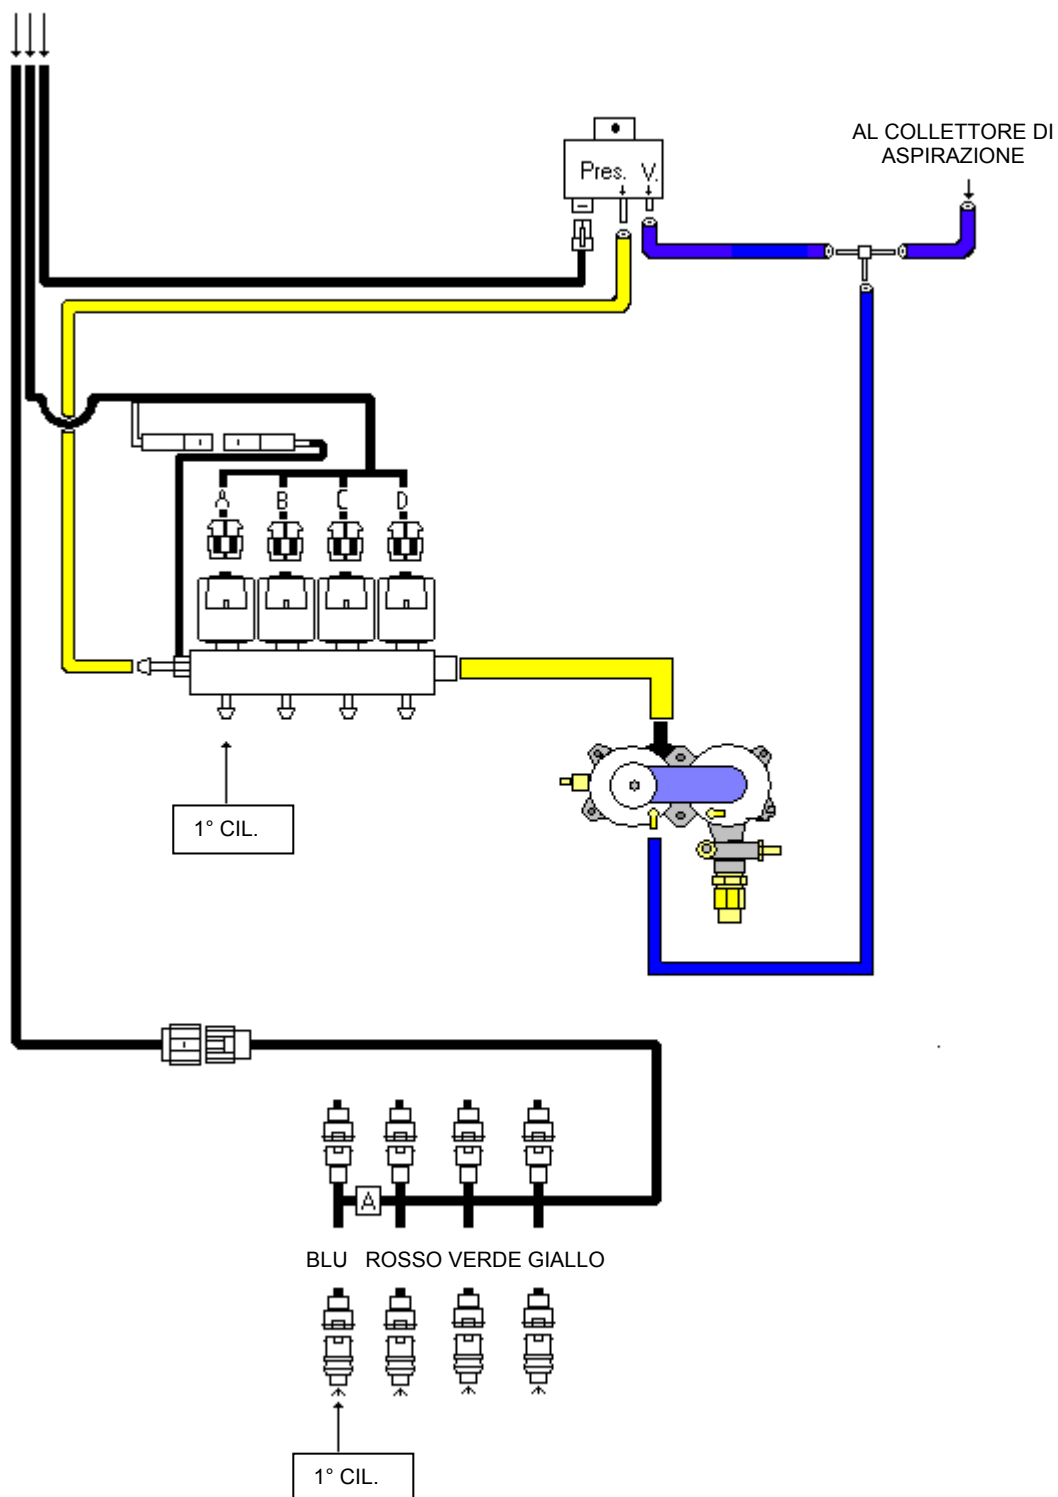 AL COLLETTORE DI
ASPIRAZIONE
Pres. V.
A B C D
1° CIL.
A
BLU ROSSO VERDE GIALLO
1° CIL.